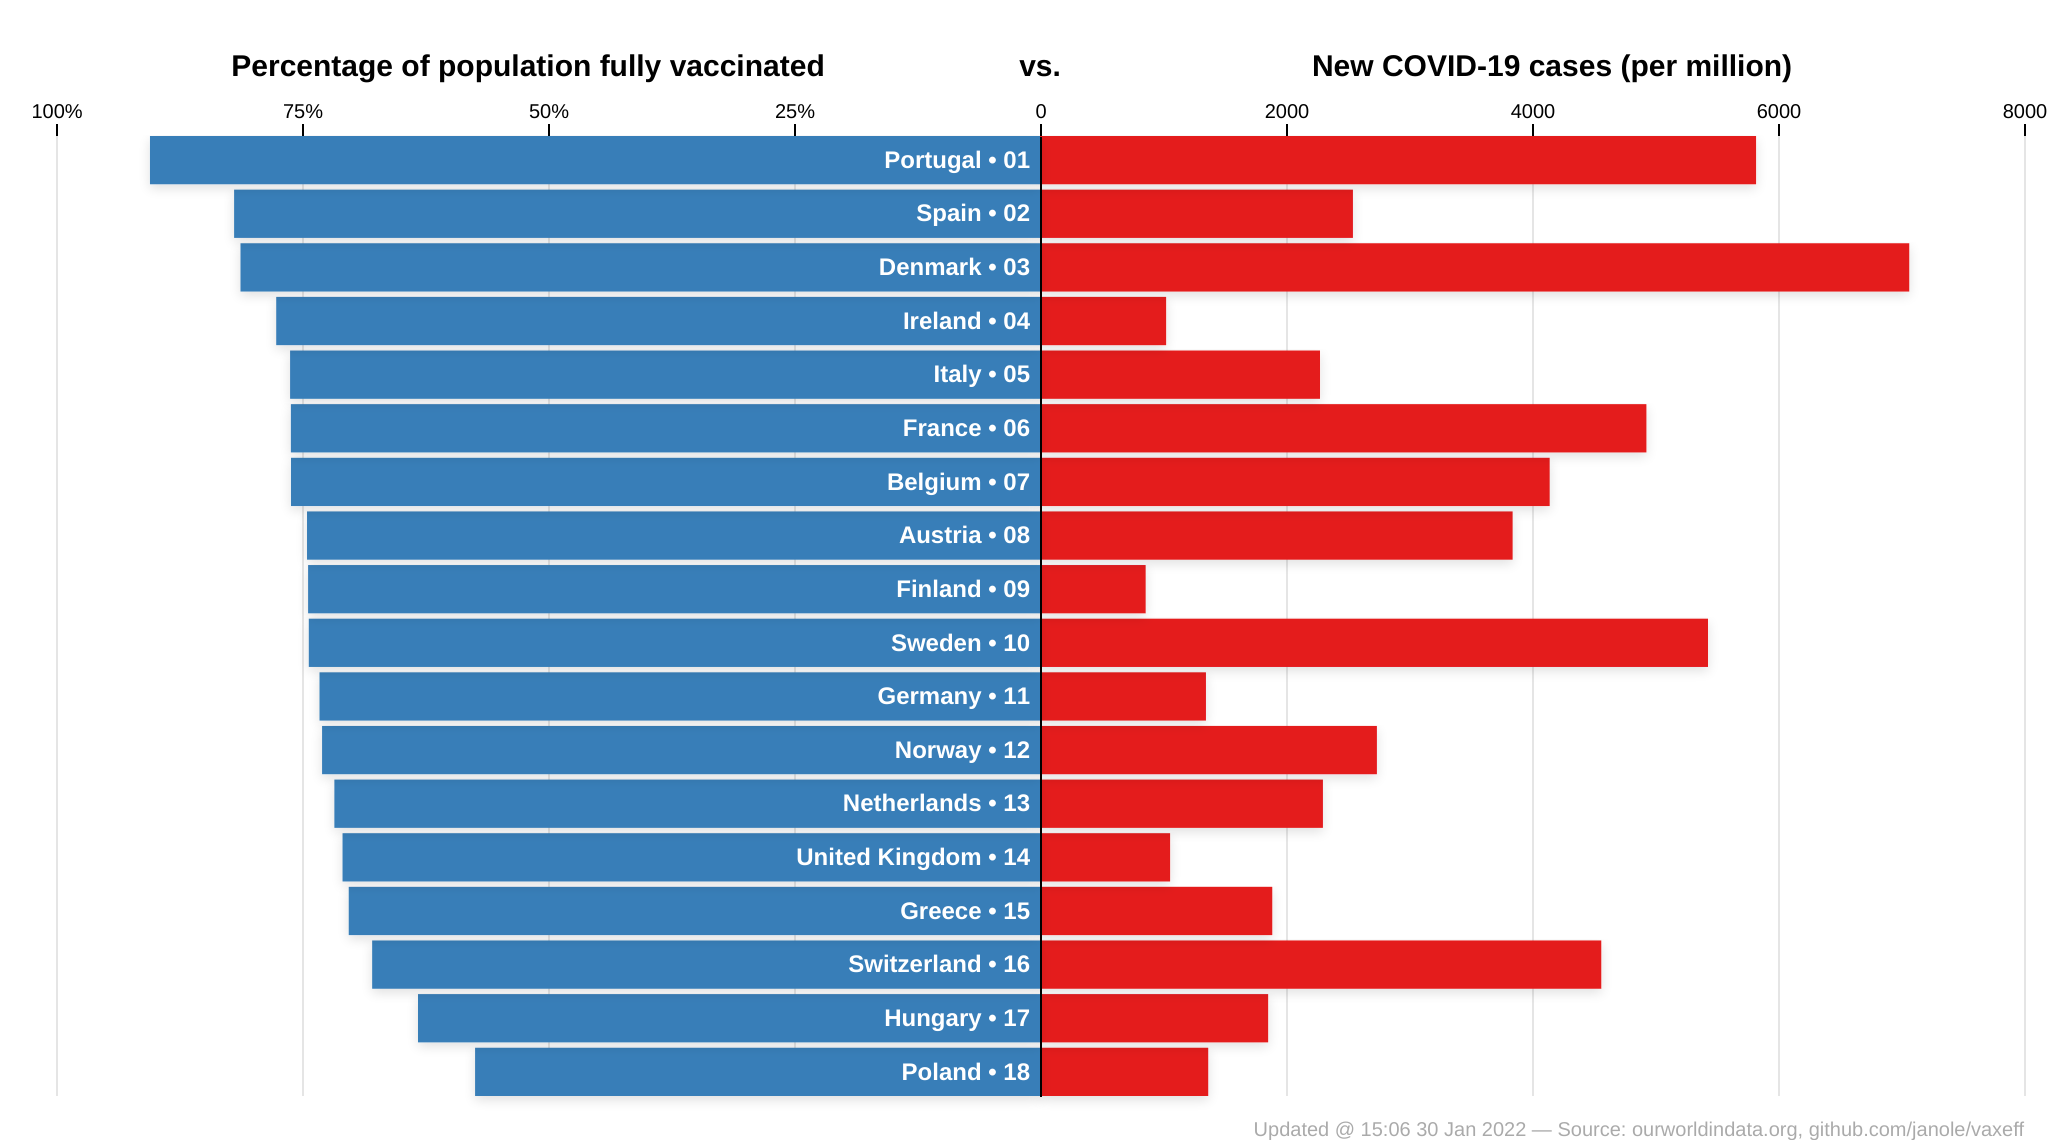 Percentage of population fully vaccinated vs. New COVID-19 cases (per million)
100% 75% 50% 25% 0 2000 4000 6000 8000
Portugal • 01
Spain • 02
Denmark • 03
Ireland • 04
Italy • 05
France • 06
Belgium • 07
Austria • 08
Finland • 09
Sweden • 10
Germany • 11
Norway • 12
Netherlands • 13
United Kingdom • 14
Greece • 15
Switzerland • 16
Hungary • 17
Poland • 18
Updated @ 15:06 30 Jan 2022 — Source: ourworldindata.org, github.com/janole/vaxeff